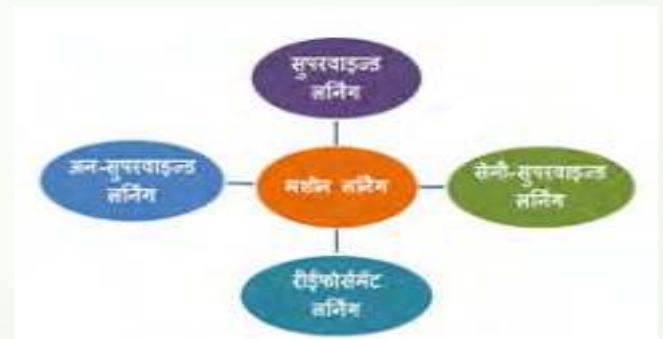 सुपरवाइज्ड
लर्निंग
अन-सुपरवाइज्ड
लर्निंग
मशीन लर्निंग
सेमी-सुपरवाइज्ड
लर्निंग
रीईंफोर्समेंट
लर्निंग